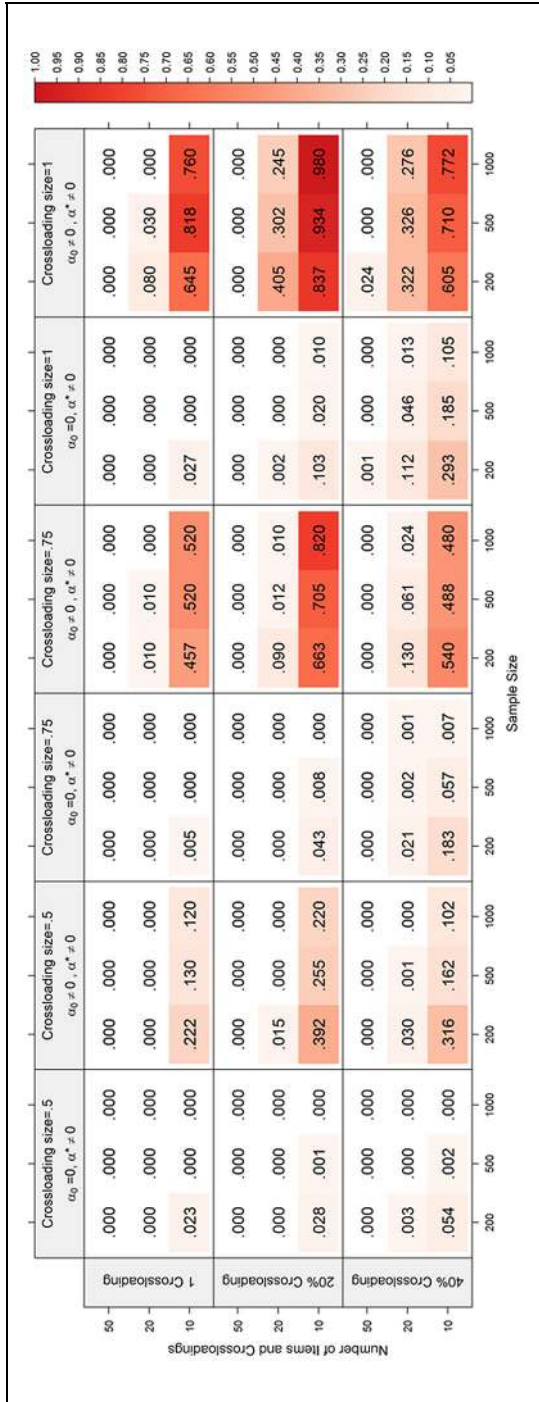 Crossloading size=.5 Crossloading size=.5 Crossloading size=.75 Crossloading size=.75 Crossloading size=1 Crossloading size=1
α₀ =0, α* ≠ 0 α₀ ≠ 0 , α* ≠ 0 α₀ =0, α* ≠ 0 α₀ ≠ 0 , α* ≠ 0 α₀ =0, α* ≠ 0 α₀ ≠ 0 , α* ≠ 0
Number of Items and Crossloadings
1 Crossloading
50 .000 .000 .000 .000 .000 .000 .000 .000 .000 .000 .000 .000 .000 .000 .000 .000 .000 .000
20 .000 .000 .000 .000 .000 .000 .000 .000 .000 .010 .010 .000 .000 .000 .000 .080 .030 .000
10 .023 .000 .000 .222 .130 .120 .005 .000 .000 .457 .520 .520 .027 .000 .000 .645 .818 .760
20% Crossloading
50 .000 .000 .000 .000 .000 .000 .000 .000 .000 .000 .000 .000 .000 .000 .000 .000 .000 .000
20 .000 .000 .000 .015 .000 .000 .000 .000 .000 .090 .012 .010 .002 .000 .000 .405 .302 .245
10 .028 .001 .000 .392 .255 .220 .043 .008 .000 .663 .705 .820 .103 .020 .010 .837 .934 .980
40% Crossloading
50 .000 .000 .000 .000 .000 .000 .000 .000 .000 .000 .000 .000 .001 .000 .000 .024 .000 .000
20 .003 .000 .000 .030 .001 .000 .021 .002 .001 .130 .061 .024 .112 .046 .013 .322 .326 .276
10 .054 .002 .000 .316 .162 .102 .183 .057 .007 .540 .488 .480 .293 .185 .105 .605 .710 .772
200 500 1000 200 500 1000 200 500 1000 200 500 1000 200 500 1000 200 500 1000
Sample Size
1.00
0.95
0.90
0.85
0.80
0.75
0.70
0.65
0.60
0.55
0.50
0.45
0.40
0.35
0.30
0.25
0.20
0.15
0.10
0.05